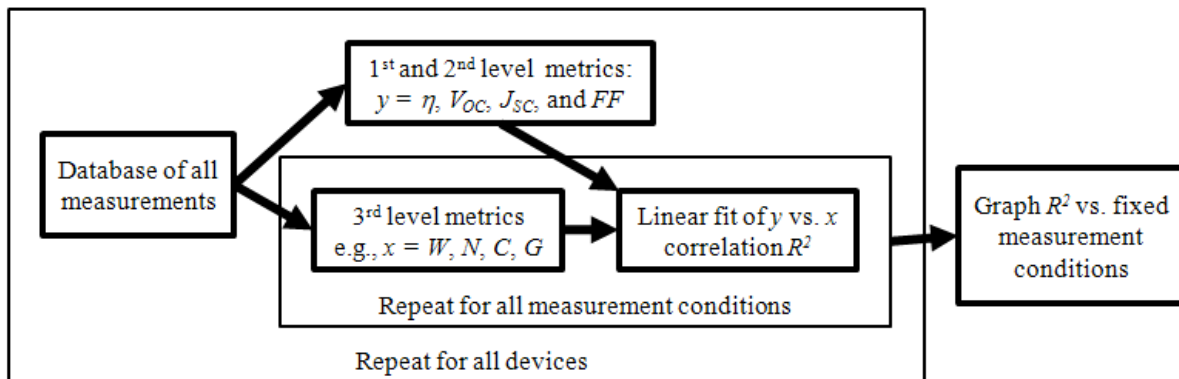 1st and 2nd level metrics:
y = η, VOC, JSC, and FF
Database of all
measurements
3rd level metrics
e.g., x = W, N, C, G
Linear fit of y vs. x
correlation R2
Graph R2 vs. fixed
measurement
conditions
Repeat for all measurement conditions
Repeat for all devices